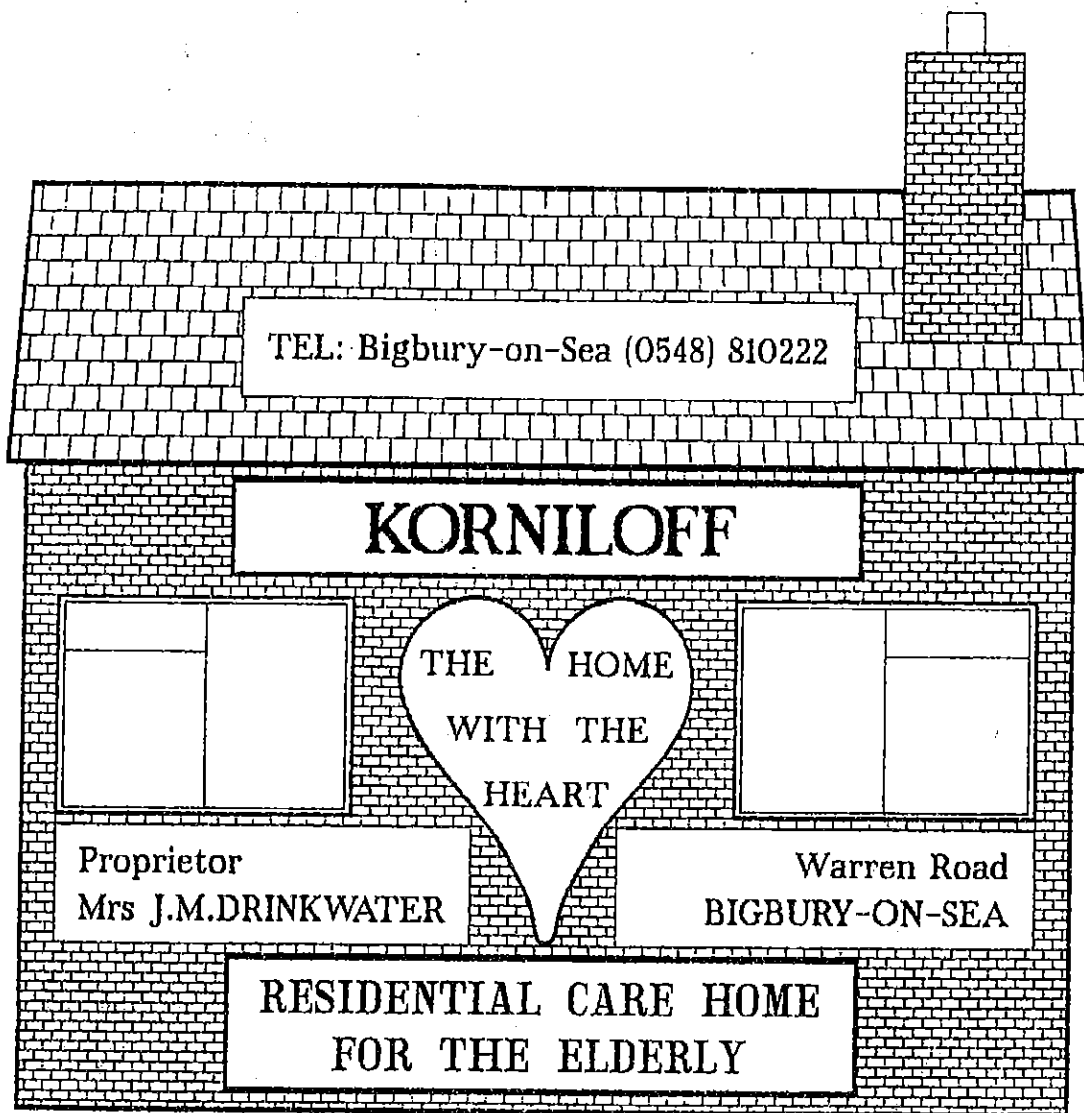 TEL: Bigbury-on-Sea (0548) 810222
KORNILOFF
THE HOME
WITH THE
HEART
Proprietor
Mrs J.M.DRINKWATER
Warren Road
BIGBURY-ON-SEA
RESIDENTIAL CARE HOME
FOR THE ELDERLY